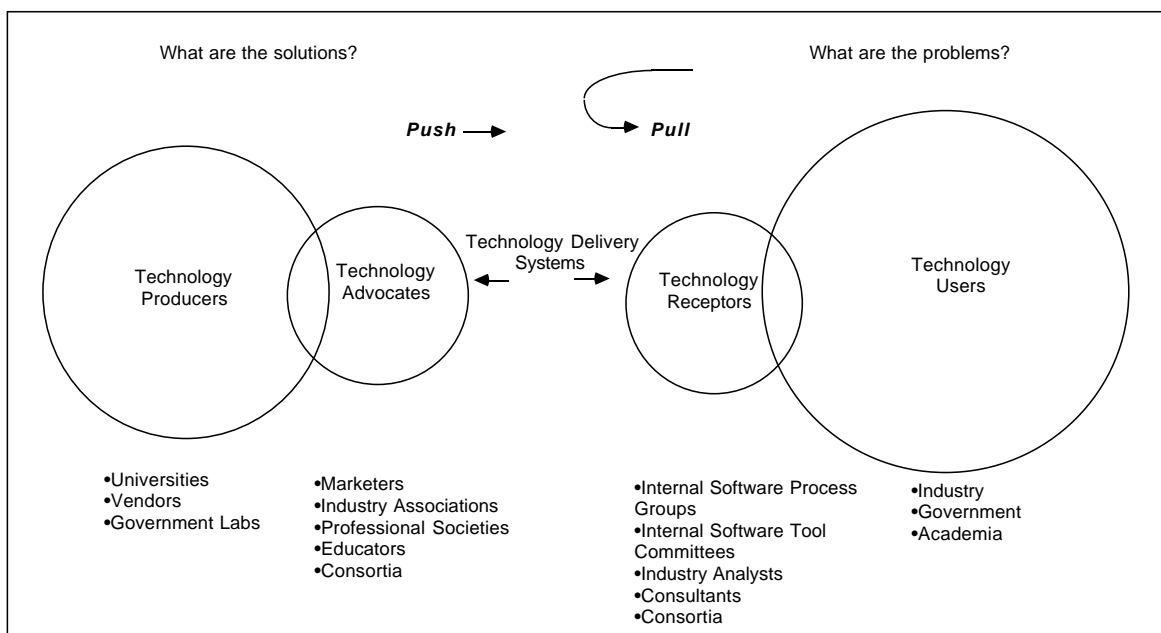 What are the solutions?
What are the problems?
Push
Pull
Technology
Producers
Technology
Advocates
Technology Delivery
Systems
Technology
Receptors
Technology
Users
•Universities
•Vendors
•Government Labs
•Marketers
•Industry Associations
•Professional Societies
•Educators
•Consortia
•Internal Software Process
Groups
•Internal Software Tool
Committees
•Industry Analysts
•Consultants
•Consortia
•Industry
•Government
•Academia